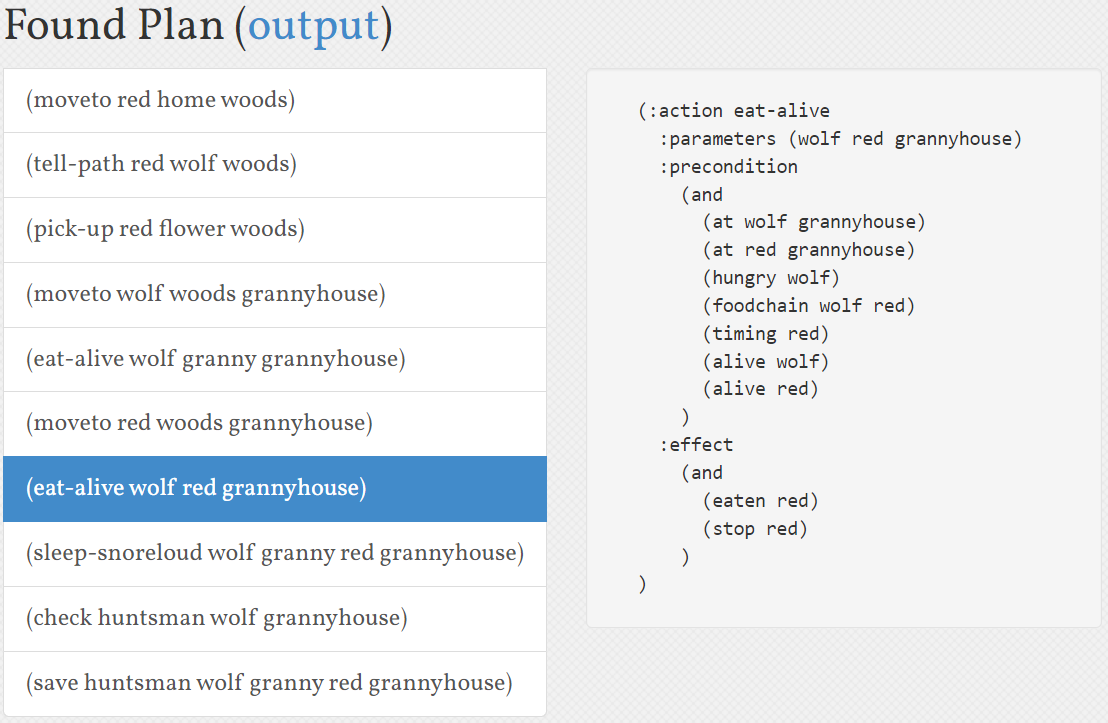 Found Plan (output)
(moveto red home woods)
(tell-path red wolf woods)
(pick-up red flower woods)
(moveto wolf woods grannyhouse)
(eat-alive wolf granny grannyhouse)
(moveto red woods grannyhouse)
(eat-alive wolf red grannyhouse)
(sleep-snoreloud wolf granny red grannyhouse)
(check huntsman wolf grannyhouse)
(save huntsman wolf granny red grannyhouse)
(:action eat-alive
  :parameters (wolf red grannyhouse)
  :precondition
    (and
      (at wolf grannyhouse)
      (at red grannyhouse)
      (hungry wolf)
      (foodchain wolf red)
      (timing red)
      (alive wolf)
      (alive red)
    )
  :effect
    (and
      (eaten red)
      (stop red)
    )
)